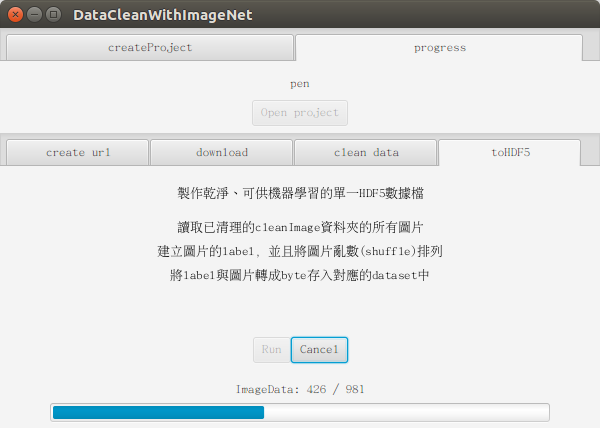 DataCleanWithImageNet
createProject
progress
pen
Open project
create url
download
clean data
toHDF5
製作乾淨、可供機器學習的單一HDF5數據檔
讀取已清理的cleanImage資料夾的所有圖片
建立圖片的label, 並且將圖片亂數(shuffle)排列
將label與圖片轉成byte存入對應的dataset中
Run
Cancel
ImageData: 426 / 981